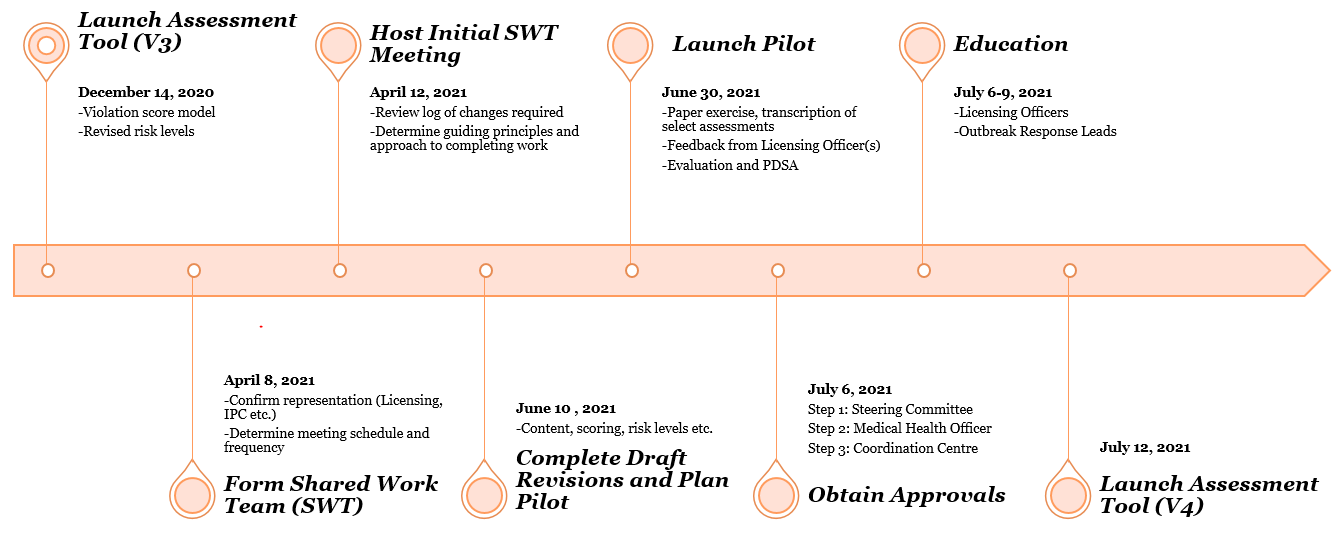 Launch Assessment
Tool (V3)
December 14, 2020
-Violation score model
-Revised risk levels
Host Initial SWT
Meeting
April 12, 2021
-Review log of changes required
-Determine guiding principles and
approach to completing work
Launch Pilot
June 30, 2021
-Paper exercise, transcription of
select assessments
-Feedback from Licensing Officer(s)
-Evaluation and PDSA
Education
July 6-9, 2021
-Licensing Officers
-Outbreak Response Leads
April 8, 2021
-Confirm representation (Licensing,
IPC etc.)
-Determine meeting schedule and
frequency
Form Shared Work
Team (SWT)
June 10 , 2021
-Content, scoring, risk levels etc.
Complete Draft
Revisions and Plan
Pilot
July 6, 2021
Step 1: Steering Committee
Step 2: Medical Health Officer
Step 3: Coordination Centre
Obtain Approvals
July 12, 2021
Launch Assessment
Tool (V4)